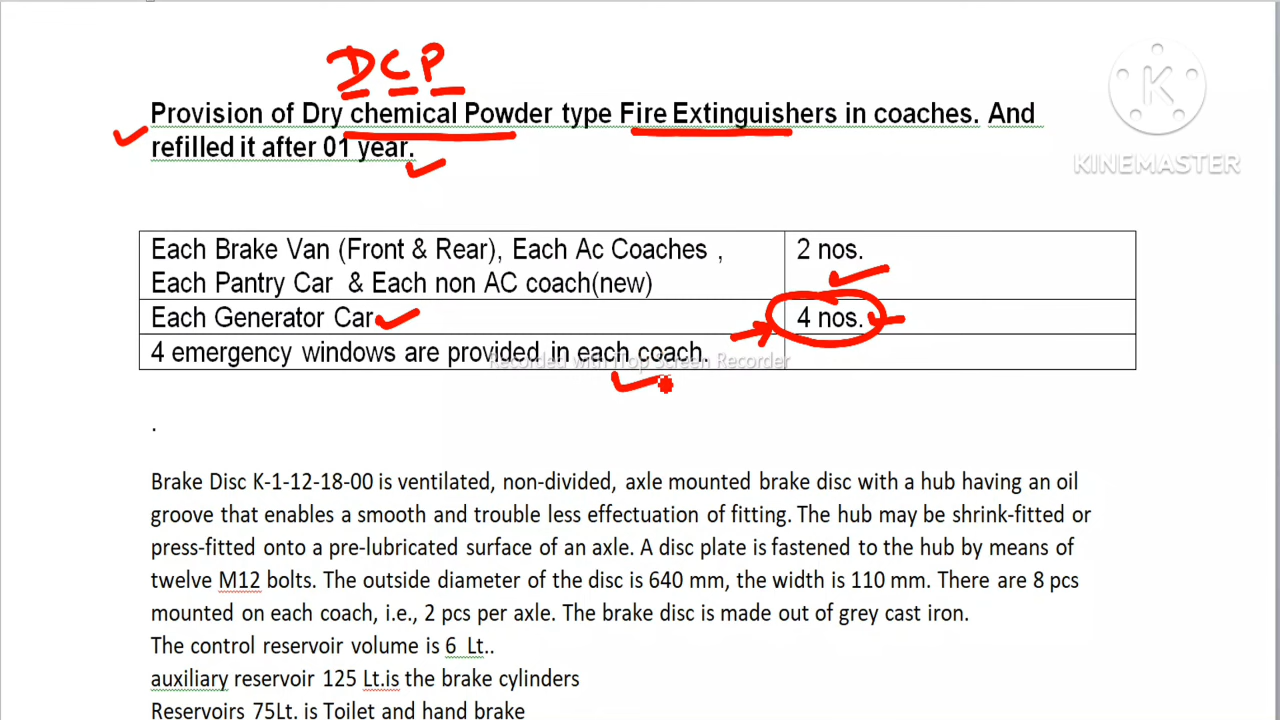 DCP
Provision of Dry chemical Powder type Fire Extinguishers in coaches. And
refilled it after 01 year.
K
KINEMASTER
Each Brake Van (Front & Rear), Each Ac Coaches , 2 nos.
Each Pantry Car & Each non AC coach(new)
Each Generator Car 4 nos.
4 emergency windows are provided in each coach.
Recorded with iTop Screen Recorder
.
Brake Disc K-1-12-18-00 is ventilated, non-divided, axle mounted brake disc with a hub having an oil
groove that enables a smooth and trouble less effectuation of fitting. The hub may be shrink-fitted or
press-fitted onto a pre-lubricated surface of an axle. A disc plate is fastened to the hub by means of
twelve M12 bolts. The outside diameter of the disc is 640 mm, the width is 110 mm. There are 8 pcs
mounted on each coach, i.e., 2 pcs per axle. The brake disc is made out of grey cast iron.
The control reservoir volume is 6 Lt..
auxiliary reservoir 125 Lt.is the brake cylinders
Reservoirs 75Lt. is Toilet and hand brake